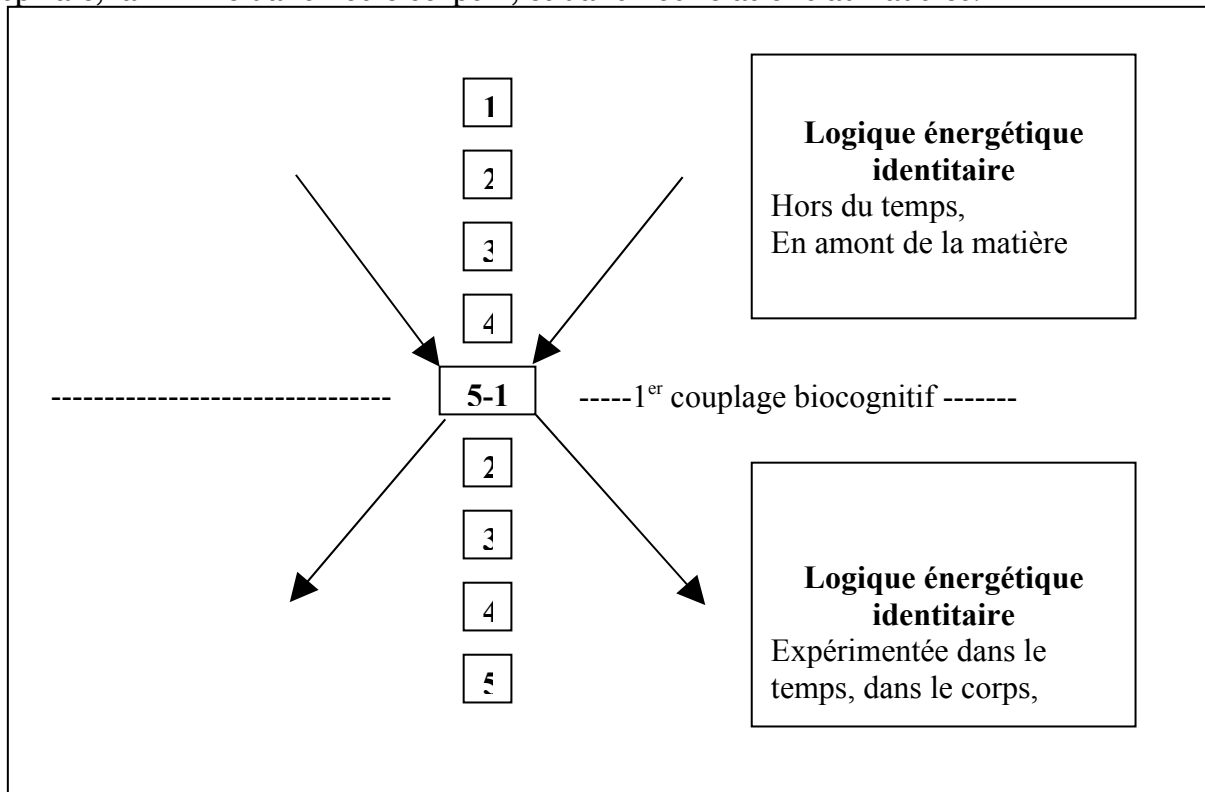 1
Logique énergétique
identitaire
Hors du temps,
En amont de la matière
2
3
4
5-1
-----1er couplage biocognitif -------
2
3
4
5
Logique énergétique
identitaire
Expérimentée dans le
temps, dans le corps,